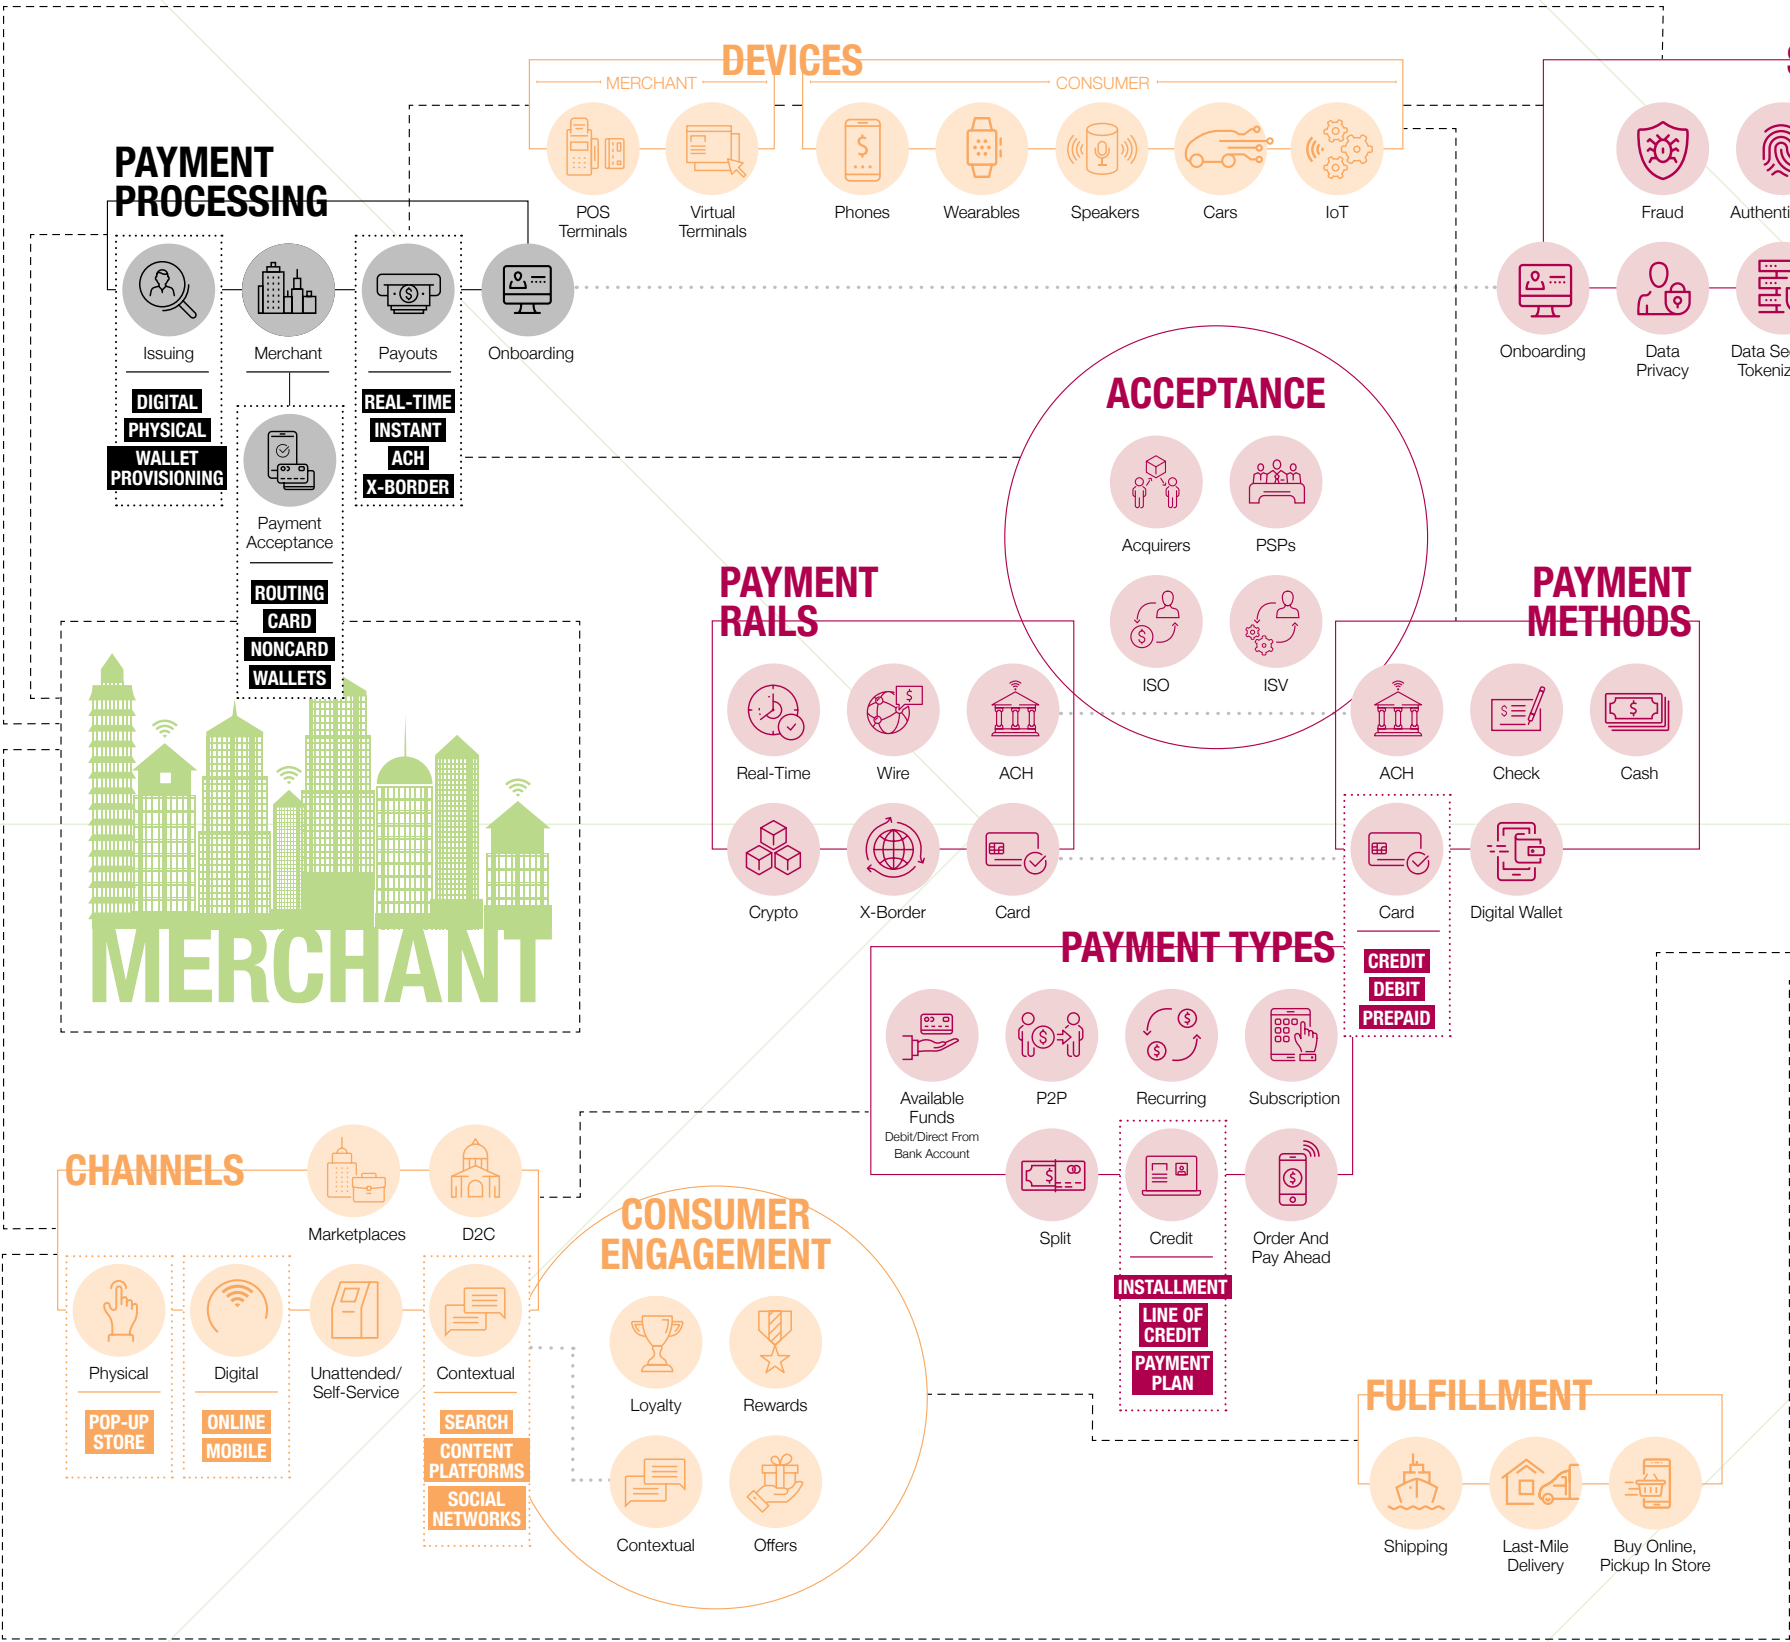 DEVICES
MERCHANT
CONSUMER
POS
Terminals
Virtual
Terminals
Phones
Wearables
Speakers
Cars
IoT
PAYMENT
PROCESSING
Issuing
DIGITAL
PHYSICAL
WALLET
PROVISIONING
Merchant
Payment
Acceptance
ROUTING
CARD
NONCARD
WALLETS
Payouts
REAL-TIME
INSTANT
ACH
X-BORDER
Onboarding
Fraud
Authenti
Onboarding
Data
Privacy
Data Se
Tokeniz
ACCEPTANCE
Acquirers
PSPs
ISO
ISV
PAYMENT
RAILS
Real-Time
Wire
ACH
Crypto
X-Border
Card
PAYMENT
METHODS
ACH
Check
Cash
Card
CREDIT
DEBIT
PREPAID
Digital Wallet
MERCHANT
PAYMENT TYPES
Available
Funds
Debit/Direct From
Bank Account
P2P
Recurring
Subscription
Split
Credit
INSTALLMENT
LINE OF
CREDIT
PAYMENT
PLAN
Order And
Pay Ahead
CHANNELS
Marketplaces
D2C
Physical
POP-UP
STORE
Digital
ONLINE
MOBILE
Unattended/
Self-Service
Contextual
SEARCH
CONTENT
PLATFORMS
SOCIAL
NETWORKS
CONSUMER
ENGAGEMENT
Loyalty
Rewards
Contextual
Offers
FULFILLMENT
Shipping
Last-Mile
Delivery
Buy Online,
Pickup In Store